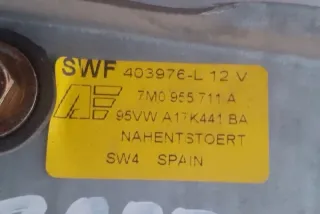 SWF 403976-L 12 V
7M0 955 711 A
95VW A17K441 BA
NAHENTSTOERT
SW4 SPAIN